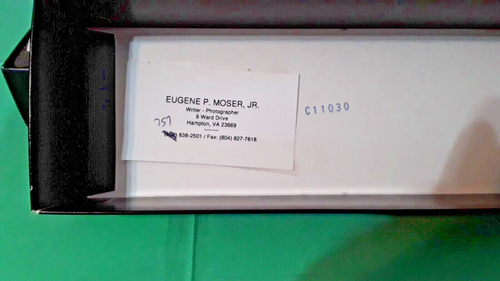 EUGENE P. MOSER, JR.
Writer - Photographer
9 Ward Drive
Hampton, VA 23669
757
838-2501 / Fax: (804) 827-7618
C11030